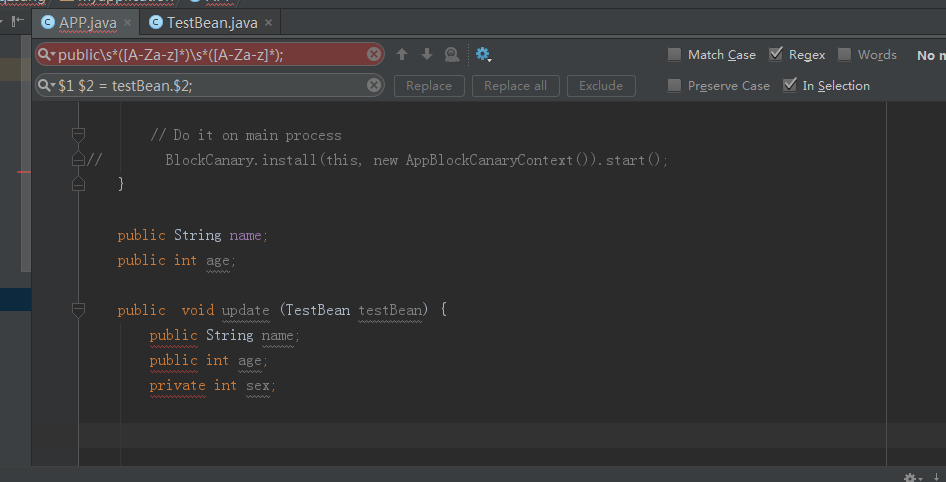 APP.java × TestBean.java ×
public\s*([A-Za-z]*)\s*([A-Za-z]*);
Match Case Regex Words No m
$1 $2 = testBean.$2;
Replace Replace all Exclude Preserve Case In Selection
// Do it on main process
// BlockCanary.install(this, new AppBlockCanaryContext()).start();
}
public String name;
public int age;
public void update (TestBean testBean) {
public String name;
public int age;
private int sex;